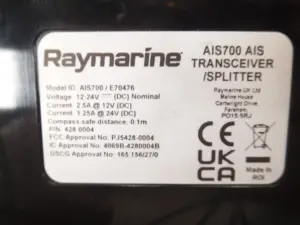 Raymarine
AIS700 AIS
TRANSCEIVER
/SPLITTER
Model ID: AIS700 / E70476
Voltage: 12-24V (DC) Nominal
Current: 2.5A @ 12V (DC)
Current: 1.25A @ 24V (DC)
Compass safe distance: 0.1m
P/N: 428 0004
FCC Approval No.: PJ5428-0004
IC Approval No.: 4069B-4280004B
GSCG Approval No: 165.156/27/0
Raymarine UK Ltd
Marine House
Cartwright Drive
Fareham
PO15 5RJ
CE
UK
CA
Made In
ROI